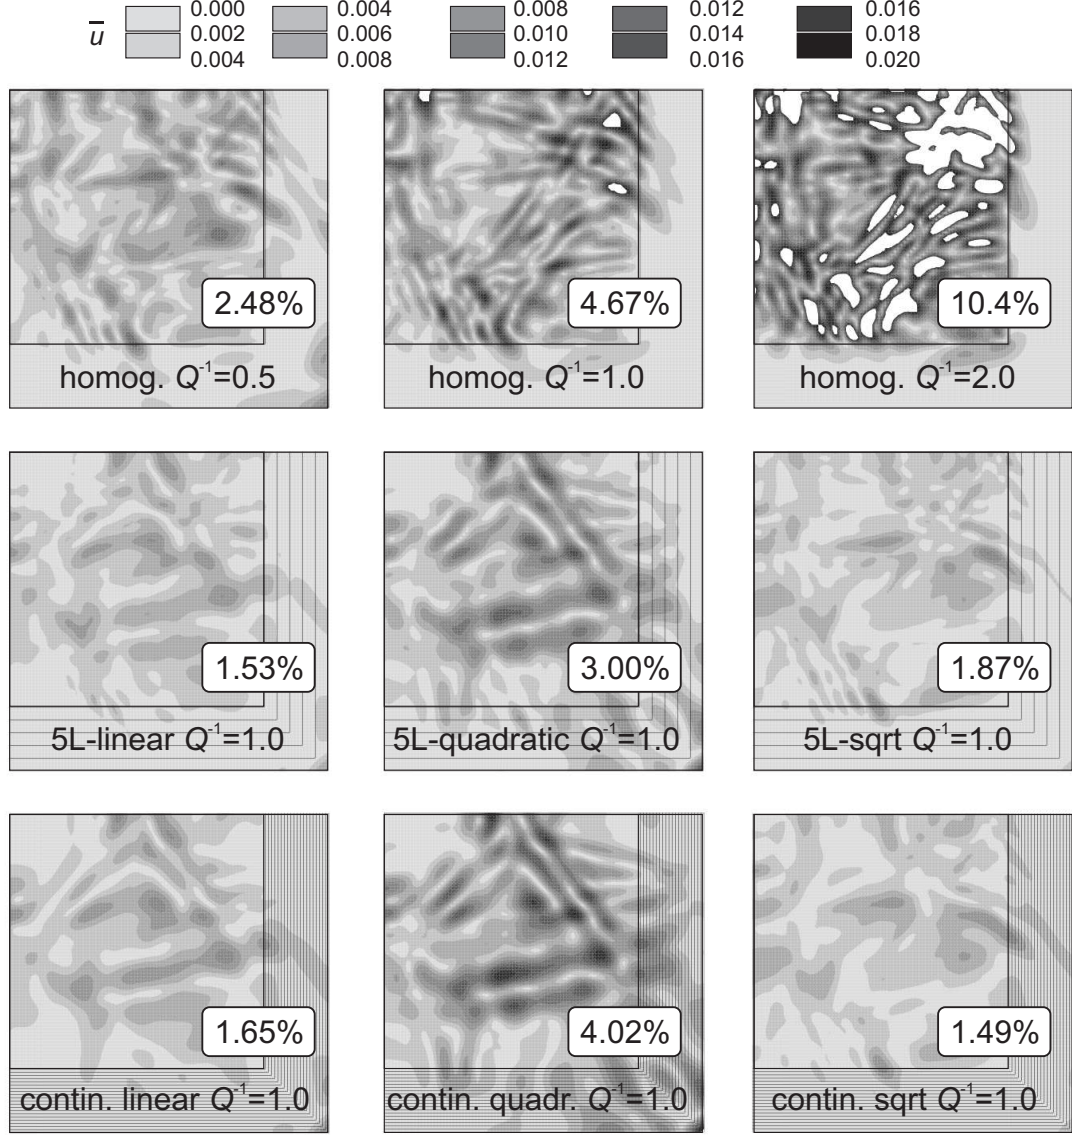 u
0.000 0.004 0.008 0.012 0.016
0.002 0.006 0.010 0.014 0.018
0.004 0.008 0.012 0.016 0.020
2.48% 4.67% 10.4%
homog. Q⁻¹=0.5 homog. Q⁻¹=1.0 homog. Q⁻¹=2.0
1.53% 3.00% 1.87%
5L-linear Q⁻¹=1.0 5L-quadratic Q⁻¹=1.0 5L-sqrt Q⁻¹=1.0
1.65% 4.02% 1.49%
contin. linear Q⁻¹=1.0 contin. quadr. Q⁻¹=1.0 contin. sqrt Q⁻¹=1.0